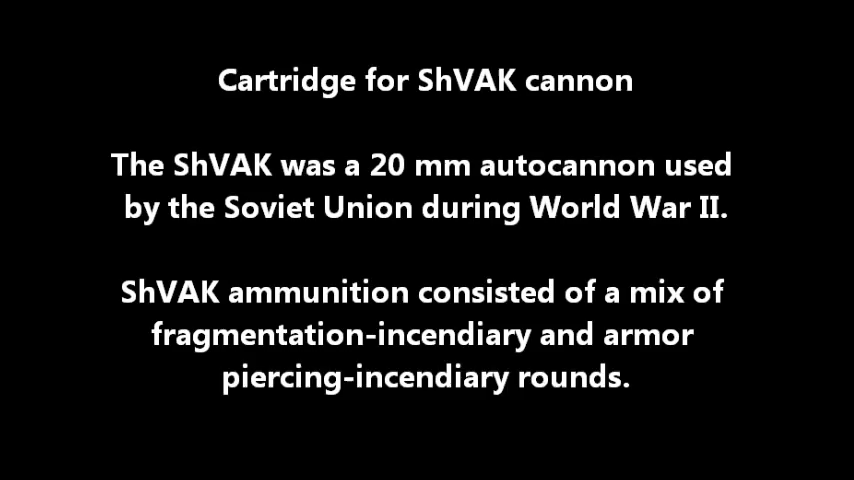 Cartridge for ShVAK cannon
The ShVAK was a 20 mm autocannon used
by the Soviet Union during World War II.
ShVAK ammunition consisted of a mix of
fragmentation-incendiary and armor
piercing-incendiary rounds.